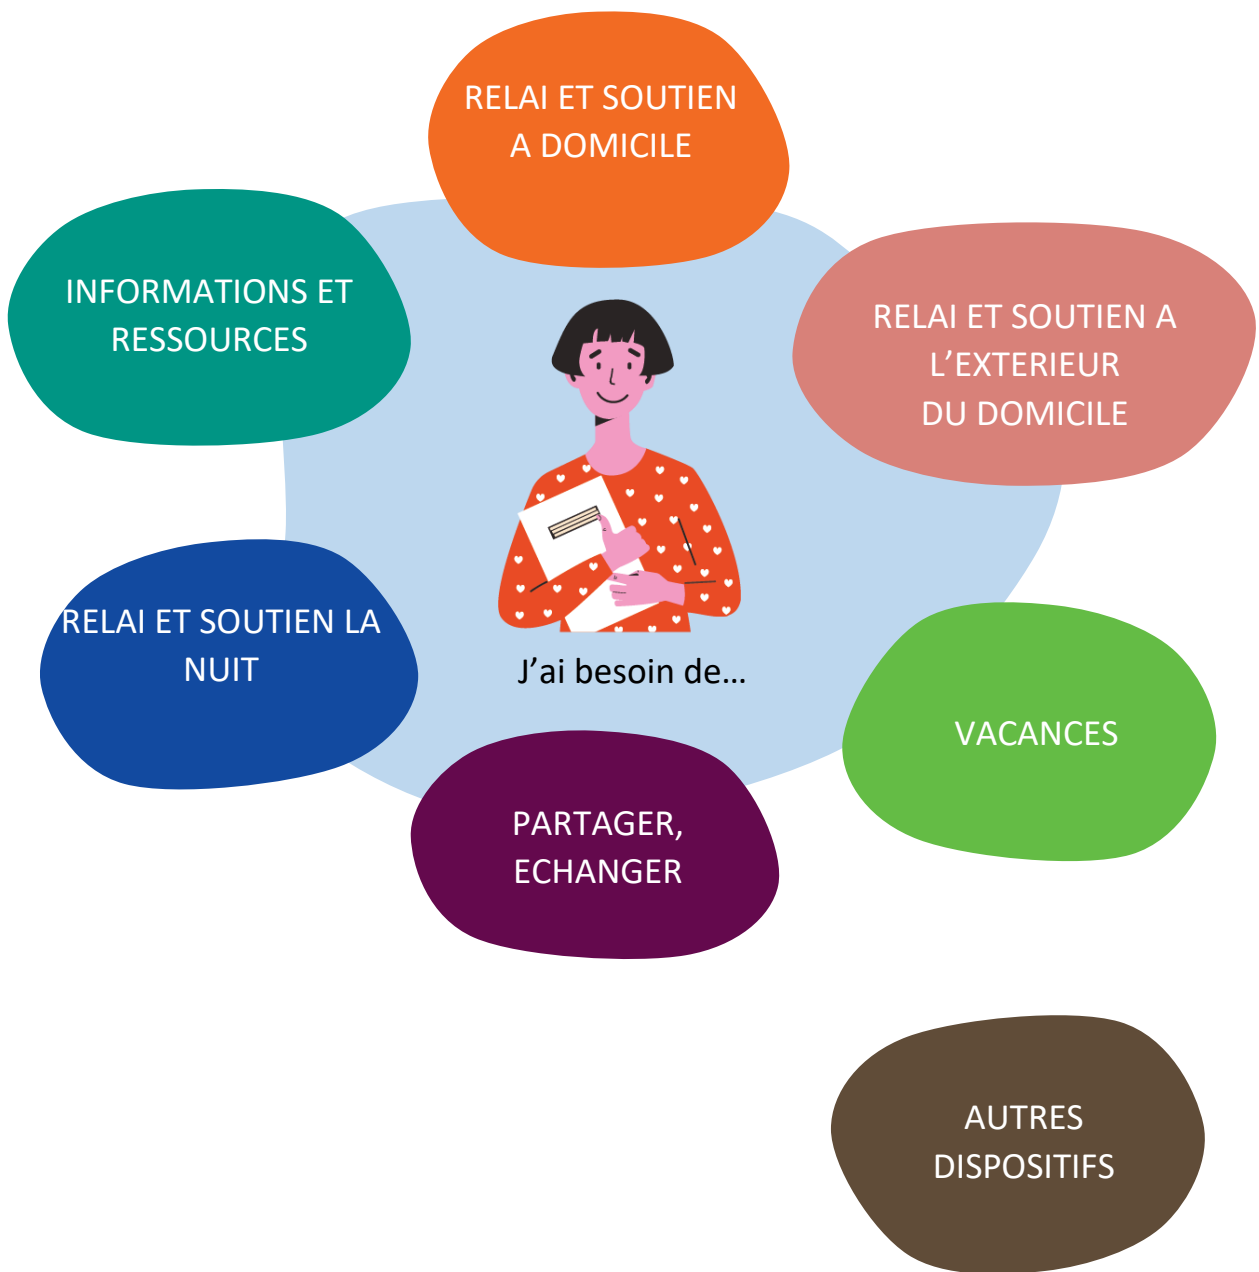 RELAI ET SOUTIEN
A DOMICILE
INFORMATIONS ET
RESSOURCES
RELAI ET SOUTIEN A
L’EXTERIEUR
DU DOMICILE
RELAI ET SOUTIEN LA
NUIT
J’ai besoin de…
VACANCES
PARTAGER,
ECHANGER
AUTRES
DISPOSITIFS